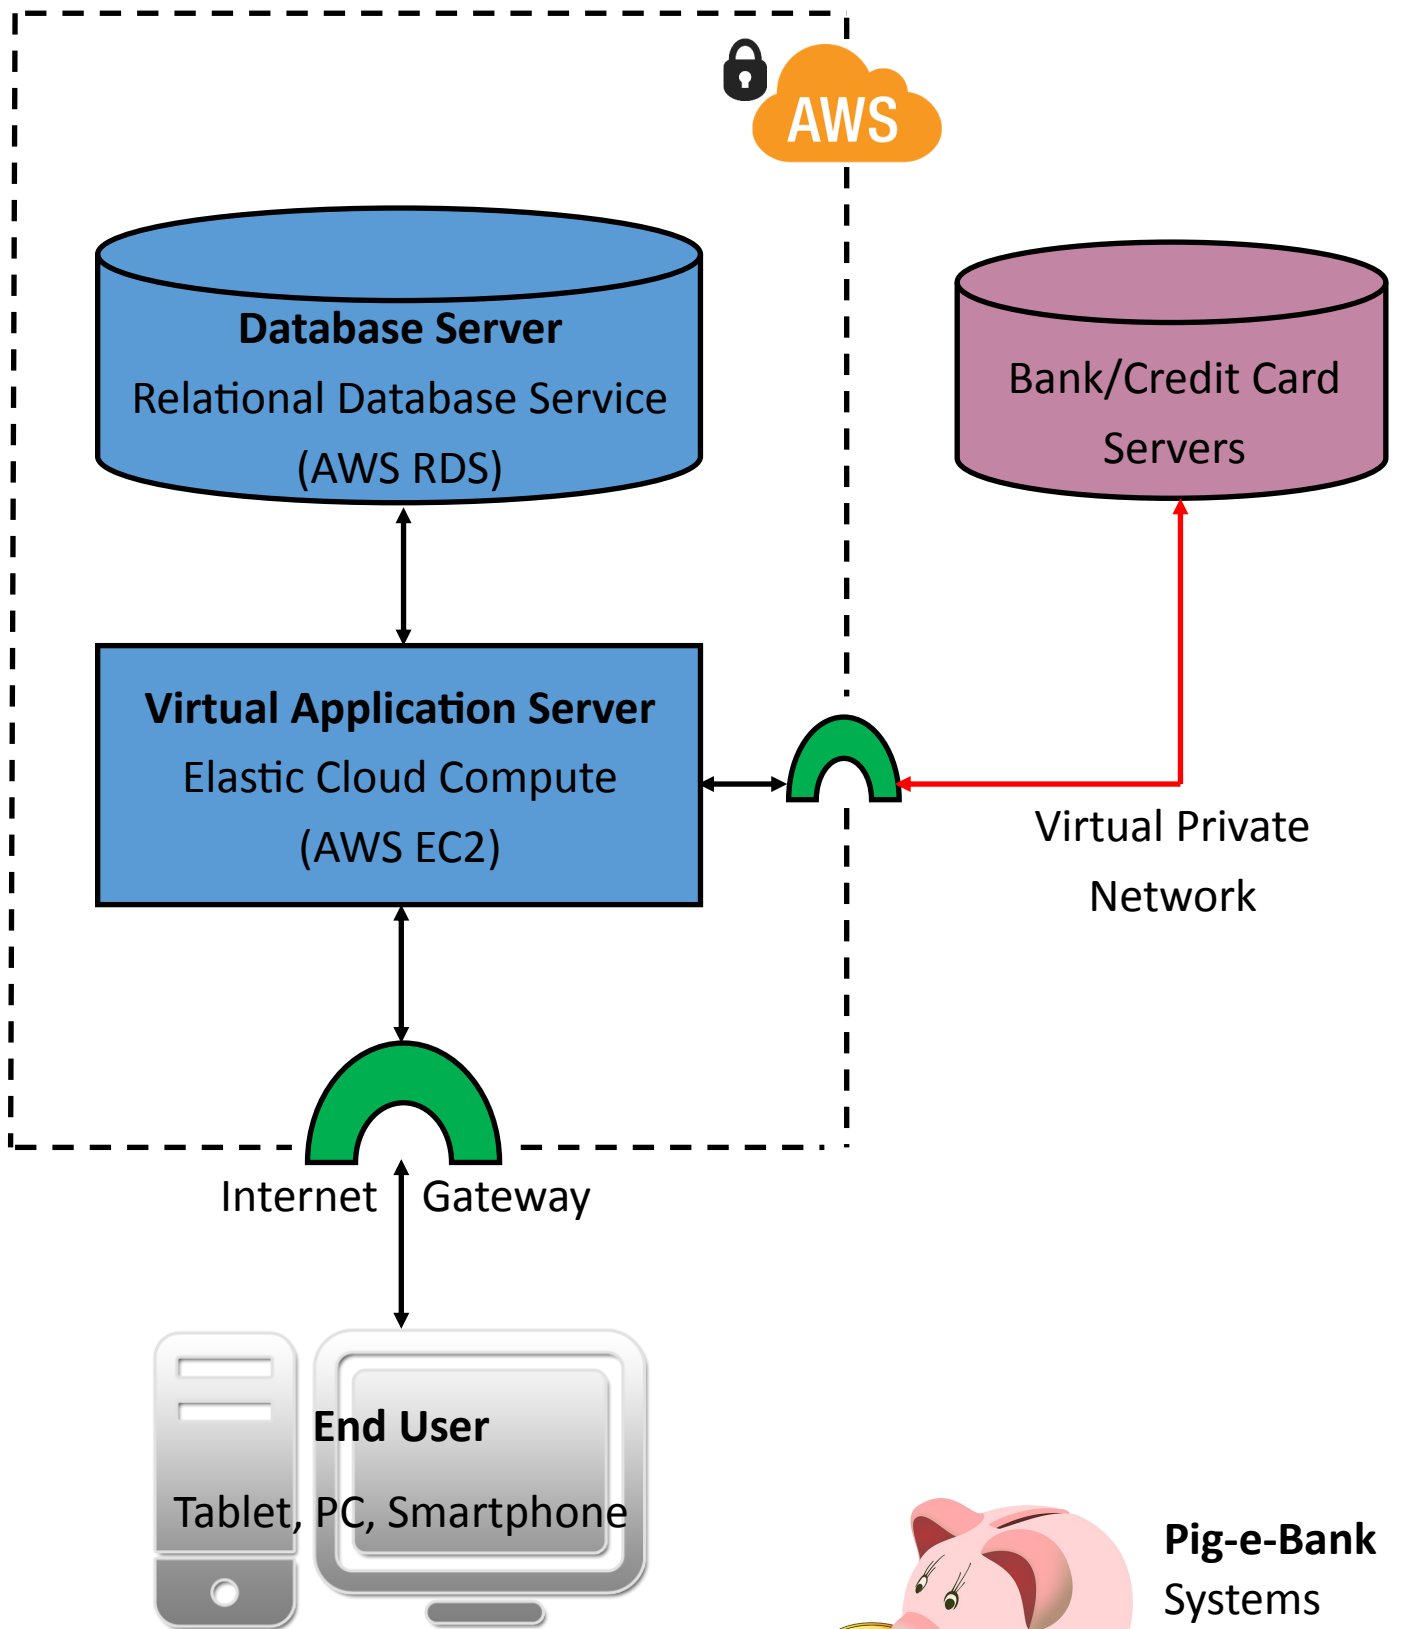 AWS
Database Server
Relational Database Service
(AWS RDS)
Bank/Credit Card
Servers
Virtual Application Server
Elastic Cloud Compute
(AWS EC2)
Virtual Private
Network
Internet Gateway
End User
Tablet, PC, Smartphone
Pig-e-Bank
Systems